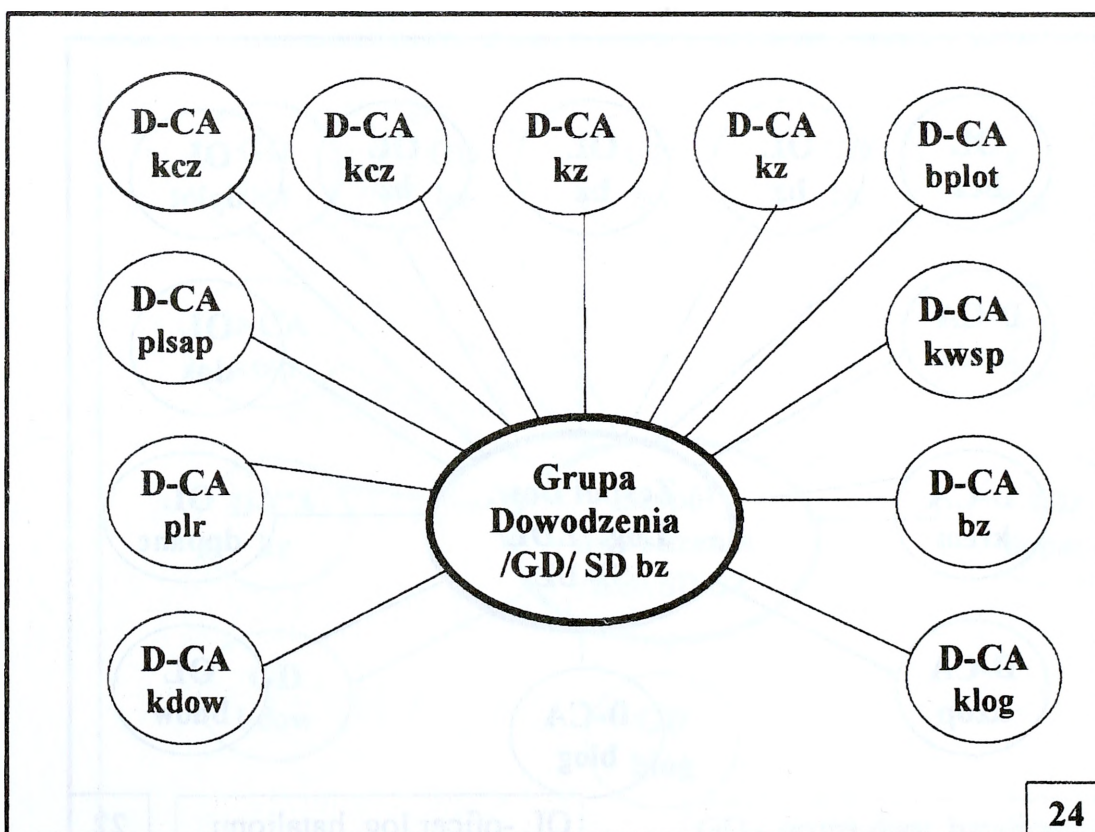 D-CA
kcz
D-CA
kcz
D-CA
kz
D-CA
kz
D-CA
bplot
D-CA
plsap
D-CA
kwsp
D-CA
plr
Grupa
Dowodzenia
/GD/ SD bz
D-CA
bz
D-CA
kdow
D-CA
klog
24